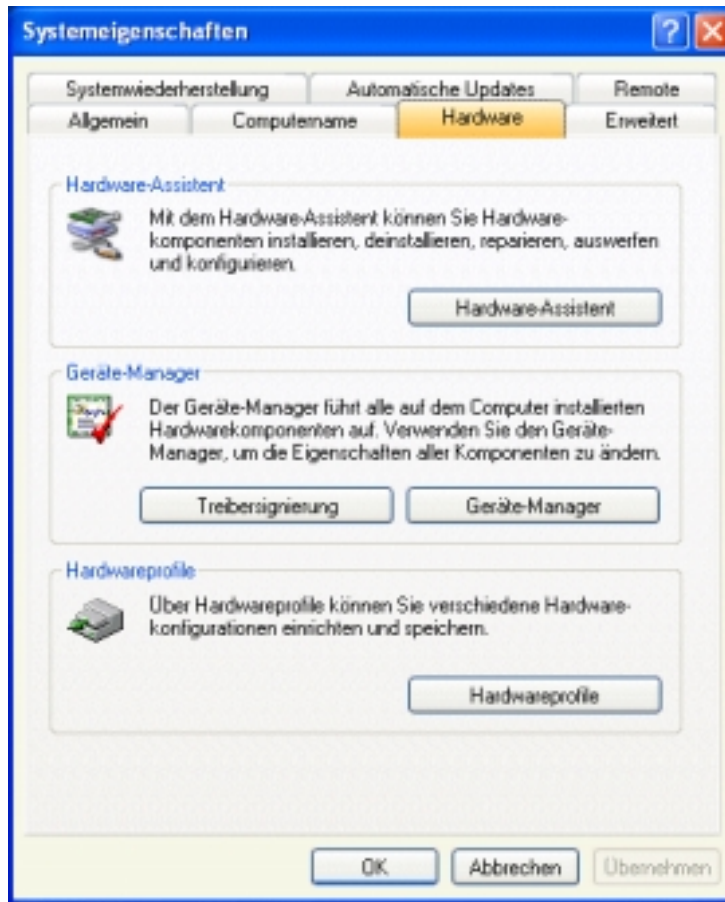 Systemeigenschaften
Systemwiederherstellung Automatische Updates Remote
Allgemein Computername Hardware Erweitert
Hardware-Assistent
Mit dem Hardware-Assistent können Sie Hardware-
komponenten installieren, deinstallieren, reparieren, auswerfen
und konfigurieren.
Hardware-Assistent
Geräte-Manager
Der Geräte-Manager führt alle auf dem Computer installierten
Hardwarekomponenten auf. Verwenden Sie den Geräte-
Manager, um die Eigenschaften aller Komponenten zu ändern.
Treibersignierung Geräte-Manager
Hardwareprofile
Über Hardwareprofile können Sie verschiedene Hardware-
konfigurationen einrichten und speichern.
Hardwareprofile
OK Abbrechen Übernehmen